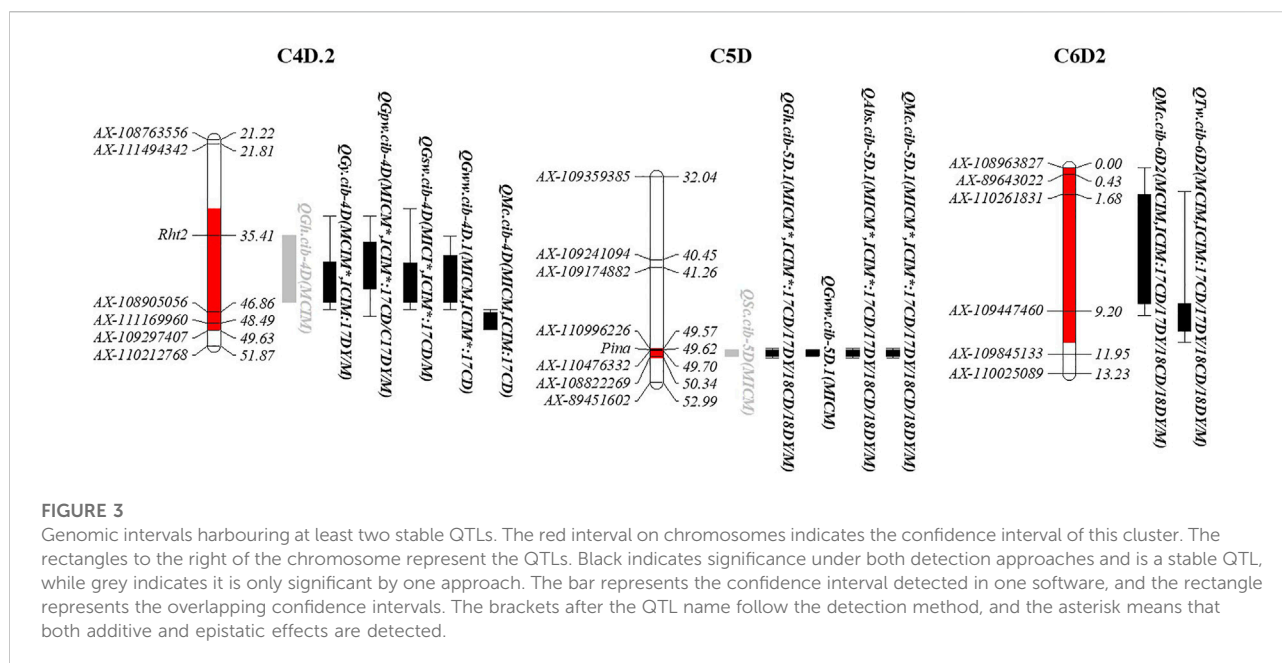 C4D.2
AX-108763556 21.22
AX-111494342 21.81
Rht2 35.41
AX-108905056 46.86
AX-111169960 48.49
AX-109297407 49.63
AX-110212768 51.87
QGh.cib-4D(MCIM)
QGy.cib-4D(MCIM*,ICIM:17DY/M)
QGpw.cib-4D(MICM*,ICIM*:17CD/C17DY/M)
QGsw.cib-4D(MICI*,ICIM*:17CD/M)
QGww.cib-4D.1(MICM,ICIM*:17CD)
QMc.cib-4D(MICM,ICIM:17CD)
C5D
AX-109359385 32.04
AX-109241094 40.45
AX-109174882 41.26
AX-110996226 49.57
Pina 49.62
AX-110476332 49.70
AX-108822269 50.34
AX-89451602 52.99
QSc.cib-5D(MICM)
QGh.cib-5D.1(MICM*,ICIM*:17CD/17DY/18CD/18DY/M)
QGww.cib-5D.1(MICM)
QAbs.cib-5D.1(MICM*,ICIM*:17CD/17DY/18CD/18DY/M)
QMc.cib-5D.1(MICM*,ICIM*:17CD/17DY/18CD/18DY/M)
C6D2
AX-108963827 0.00
AX-89643022 0.43
AX-110261831 1.68
AX-109447460 9.20
AX-109845133 11.95
AX-110025089 13.23
QMc.cib-6D2(MCIM,ICIM:17CD/17DY/18CD/18DY/M)
QTw.cib-6D2(MCIM,ICIM:17CD/17DY/18CD/18DY/M)
FIGURE 3
Genomic intervals harbouring at least two stable QTLs. The red interval on chromosomes indicates the confidence interval of this cluster. The
rectangles to the right of the chromosome represent the QTLs. Black indicates significance under both detection approaches and is a stable QTL,
while grey indicates it is only significant by one approach. The bar represents the confidence interval detected in one software, and the rectangle
represents the overlapping confidence intervals. The brackets after the QTL name follow the detection method, and the asterisk means that
both additive and epistatic effects are detected.